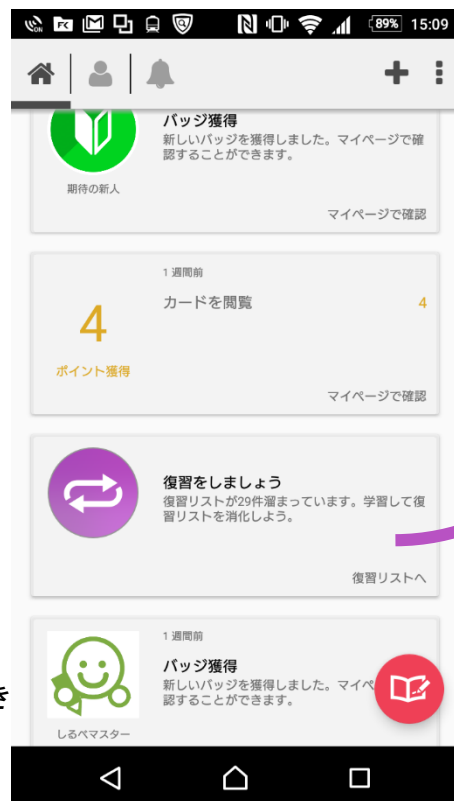 89% 15:09
バッジ獲得
新しいバッジを獲得しました。マイページで確
認することができます。
期待の新人
マイページで確認
1 週間前
カードを閲覧 4
4
ポイント獲得
マイページで確認
復習をしましょう
復習リストが29件溜まっています。学習して復
習リストを消化しよう。
復習リストへ
1 週間前
バッジ獲得
新しいバッジを獲得しました。マイペ
認することができます。
き
しるぺマスター